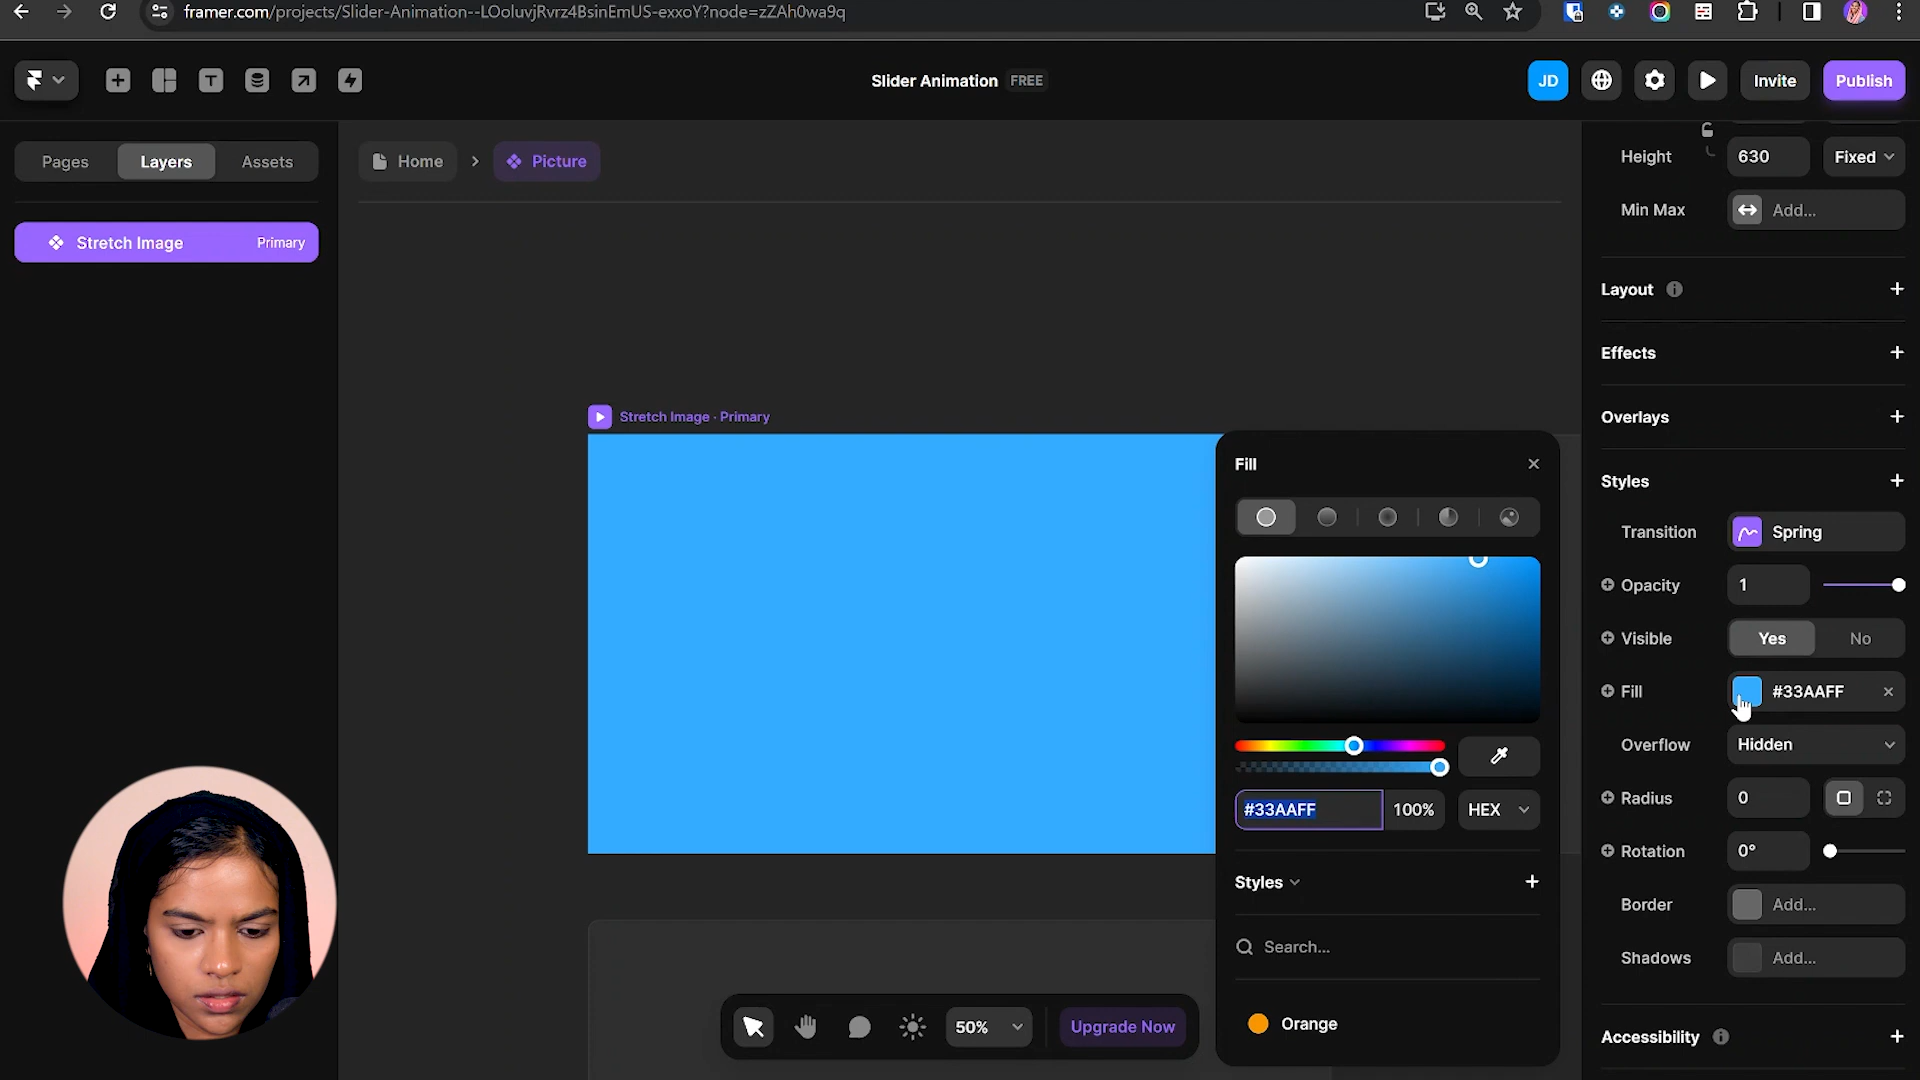 framer.com/projects/Slider-Animation--LOoluvjRvrz4BsinEmUS-exxoY?node=zZAh0wa9q
Slider Animation FREE
JD
Invite
Publish
Pages
Layers
Assets
Stretch Image
Primary
Home
Picture
Stretch Image · Primary
Fill
#33AAFF
100%
HEX
Styles
Search...
Orange
50%
Upgrade Now
Height
630
Fixed
Min Max
Add...
Layout
Effects
Overlays
Styles
Transition
Spring
Opacity
1
Visible
Yes
No
Fill
#33AAFF
Overflow
Hidden
Radius
0
Rotation
0°
Border
Add...
Shadows
Add...
Accessibility